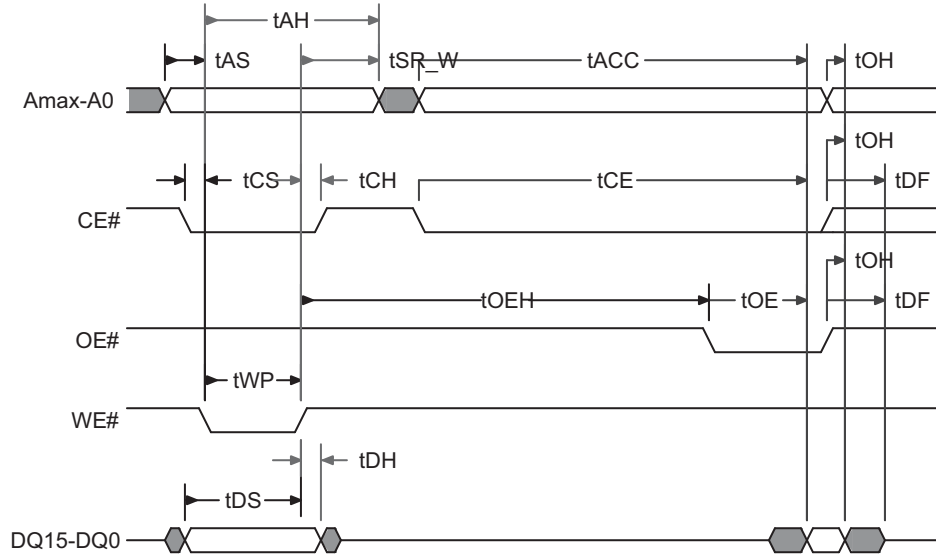 tAH
tAS tSR_W tACC tOH
Amax-A0
tOH
tCS tCH tCE tDF
CE#
tOH
tOEH tOE tDF
OE#
tWP
WE#
tDH
tDS
DQ15-DQ0